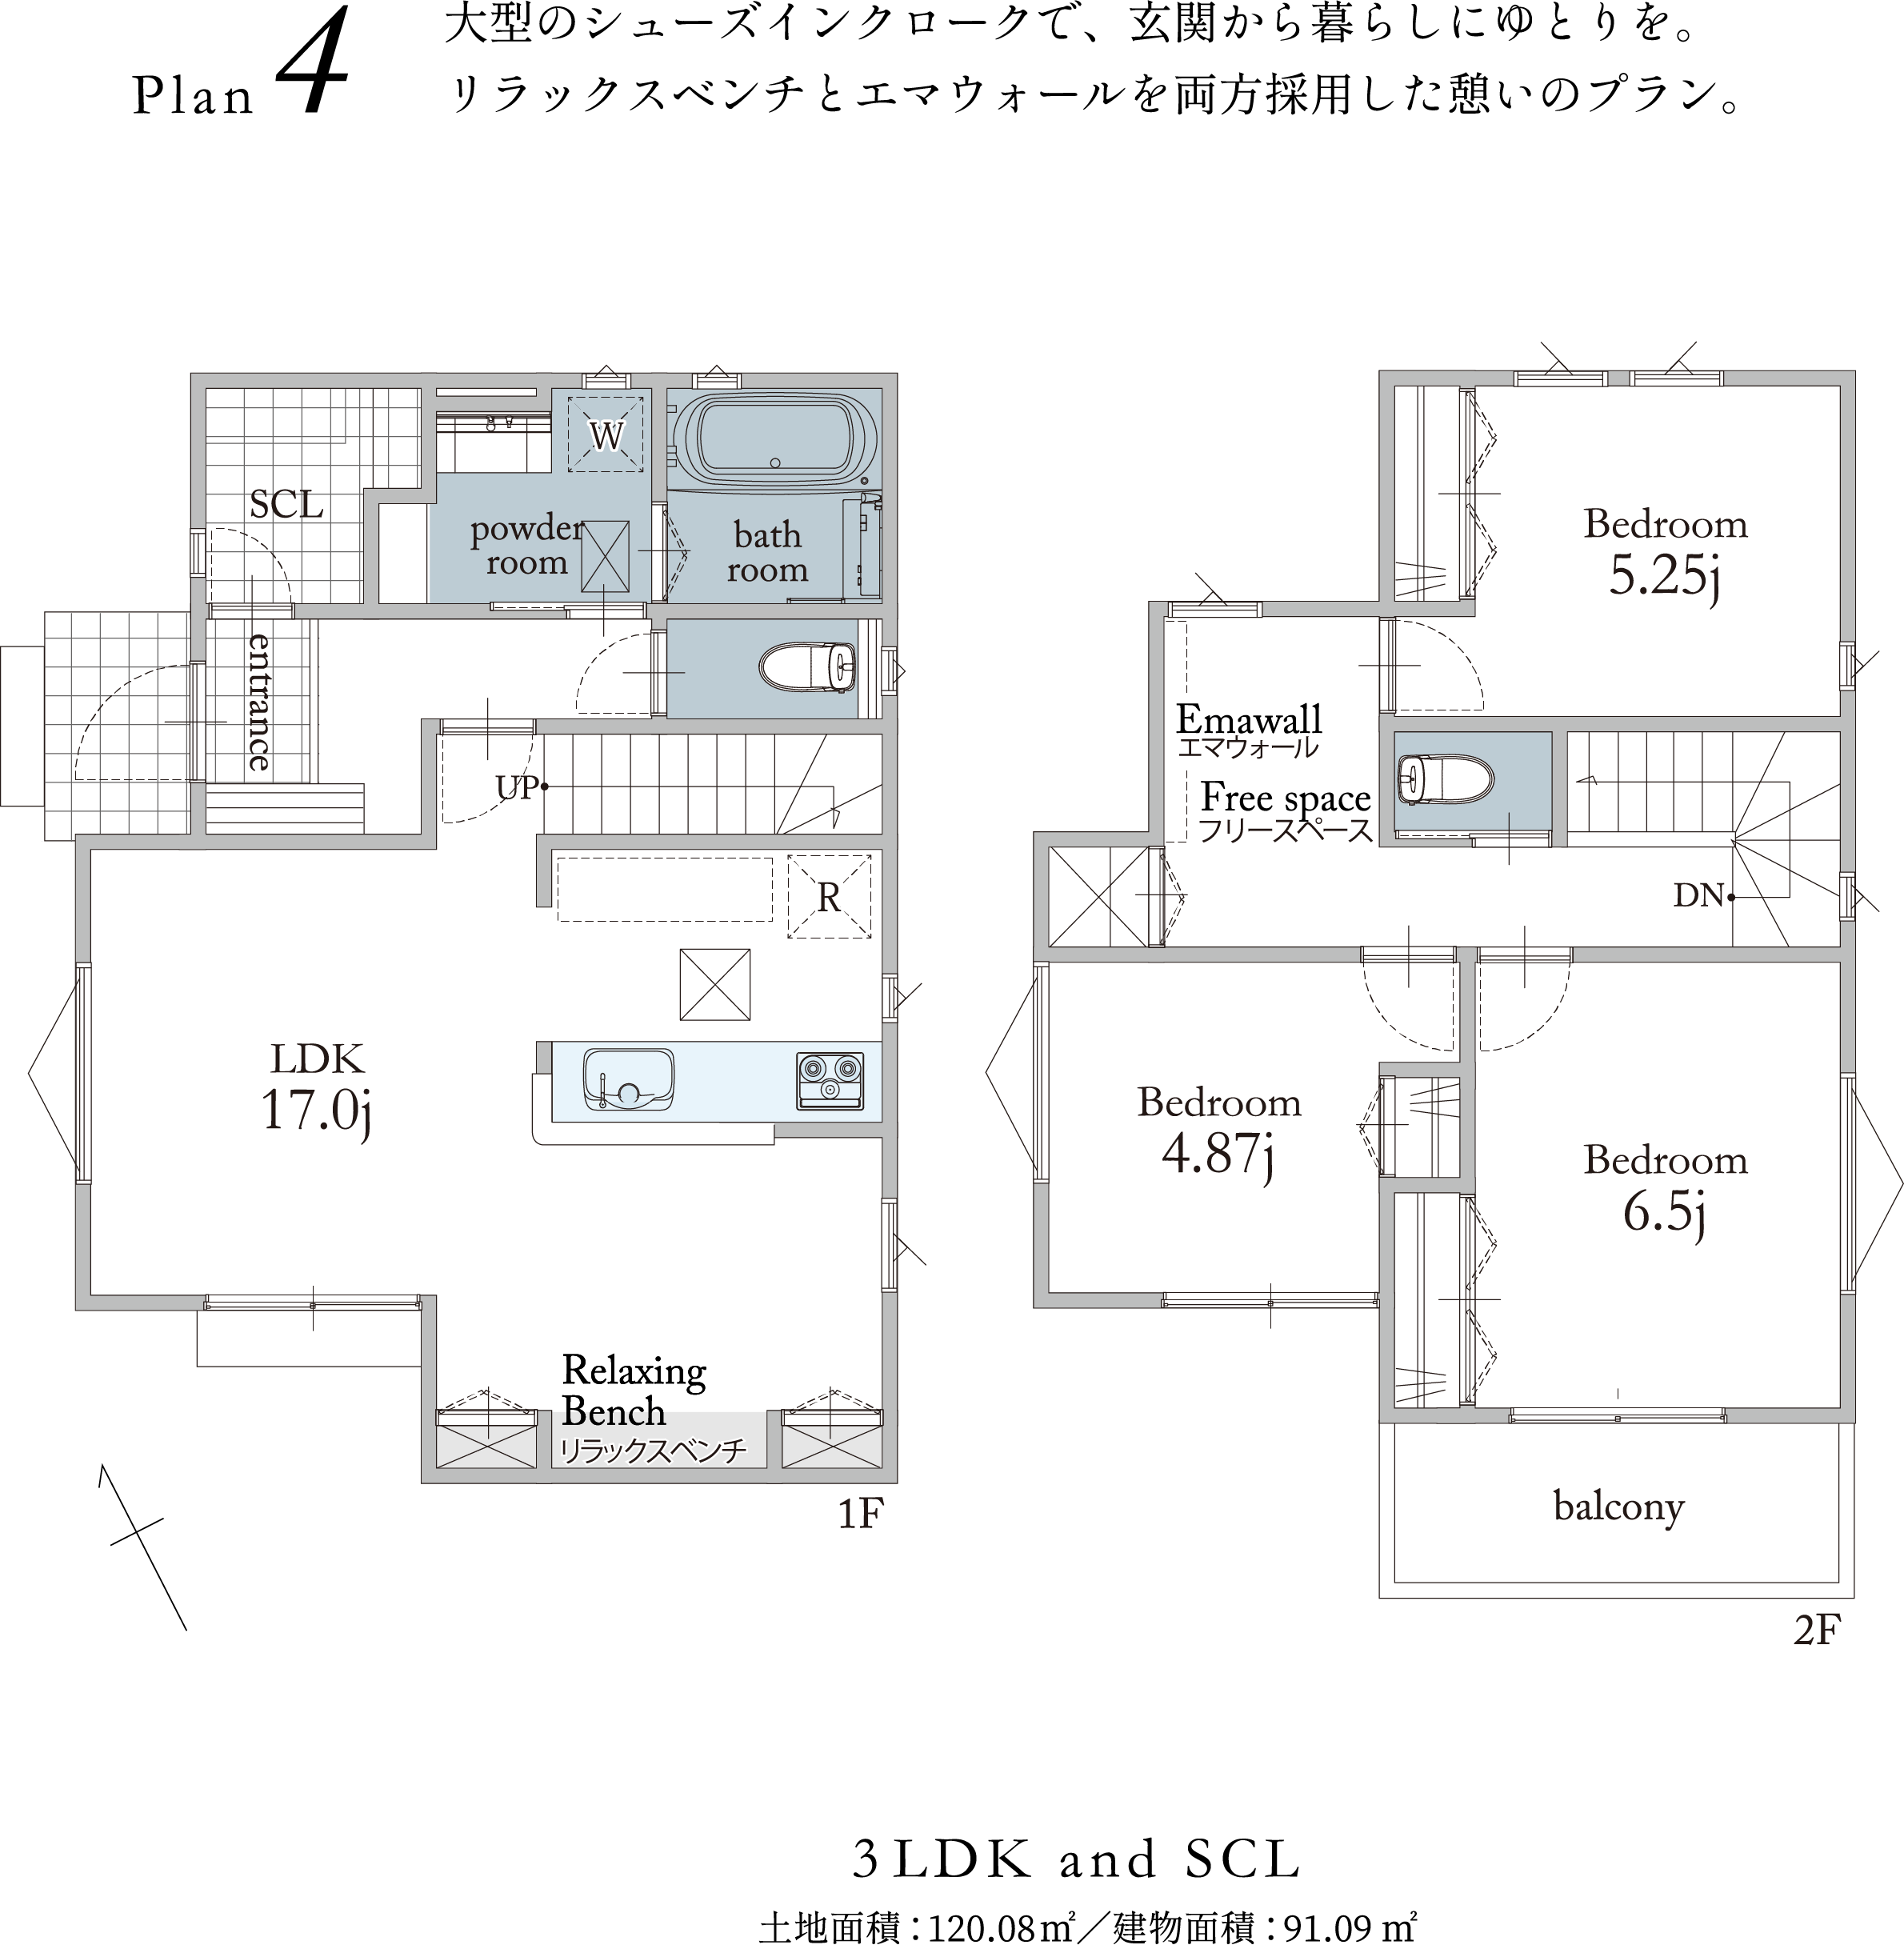 Plan 4
大型のシューズインクロークで、玄関から暮らしにゆとりを。
リラックスベンチとエマウォールを両方採用した憩いのプラン。
SCL
W
powder
room
bath
room
entrance
UP
R
LDK
17.0j
Relaxing
Bench
リラックスベンチ
1F
Bedroom
5.25j
Emawall
エマウォール
Free space
フリースペース
DN
Bedroom
4.87j
Bedroom
6.5j
balcony
2F
3LDK and SCL
土地面積：120.08㎡／建物面積：91.09㎡